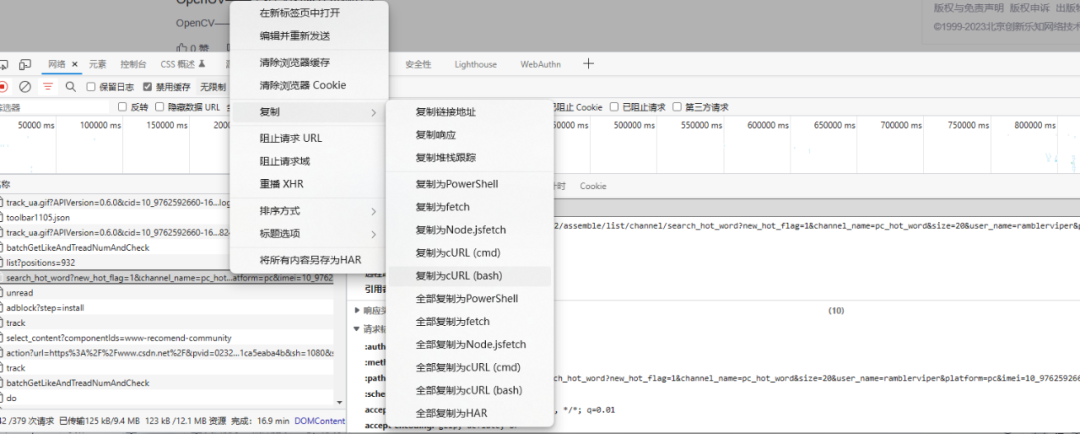 OpenCV——
版权与免责声明 版权申诉 出版物
©1999-2023北京创新乐知网络技术
0 赞
在新标签页中打开
编辑并重新发送
清除浏览器缓存
清除浏览器 Cookie
复制
阻止请求 URL
阻止请求域
重播 XHR
排序方式
标题选项
将所有内容另存为HAR
复制链接地址
复制响应
复制堆栈跟踪
复制为PowerShell
复制为fetch
复制为Node.jsfetch
复制为cURL (cmd)
复制为cURL (bash)
全部复制为PowerShell
全部复制为fetch
全部复制为Node.jsfetch
全部复制为cURL (cmd)
全部复制为cURL (bash)
全部复制为HAR
网络 元素 控制台 CSS 概述 安全性 Lighthouse WebAuthn
保留日志 禁用缓存 无限制
反转 隐藏数据 URL 已阻止 Cookie 已阻止请求 第三方请求
50000 ms 100000 ms 150000 ms 500000 ms 550000 ms 600000 ms 650000 ms 700000 ms 750000 ms 800000 ms
名称 Cookie
track_ua.gif?APIVersion=0.6.0&cid=10_9762592660-16...log
toolbar1105.json
track_ua.gif?APIVersion=0.6.0&cid=10_9762592660-16...82
batchGetLikeAndTreadNumAndCheck
list?positions=932
search_hot_word?new_hot_flag=1&channel_name=pc_hot...atform=pc&imei=10_9762
unread
adblock?step=install
track
select_content?componentIds=www-recomend-community
action?url=https%3A%2F%2Fwww.csdn.net%2F&pvid=0232...1ca5eaba4b&sh=1080&s
track
batchGetLikeAndTreadNumAndCheck
do
42 /379 次请求 已传输125 kB/9.4 MB 123 kB /12.1 MB 资源 完成: 16.9 min DOMContent
2/assemble/list/channel/search_hot_word?new_hot_flag=1&channel_name=pc_hot_word&size=20&user_name=ramblerviper&p
引用
响应 (10)
请求
:auth
:meth
:path ch_hot_word?new_hot_flag=1&channel_name=pc_hot_word&size=20&user_name=ramblerviper&platform=pc&imei=10_97625926
:sche
accept , */*; q=0.01